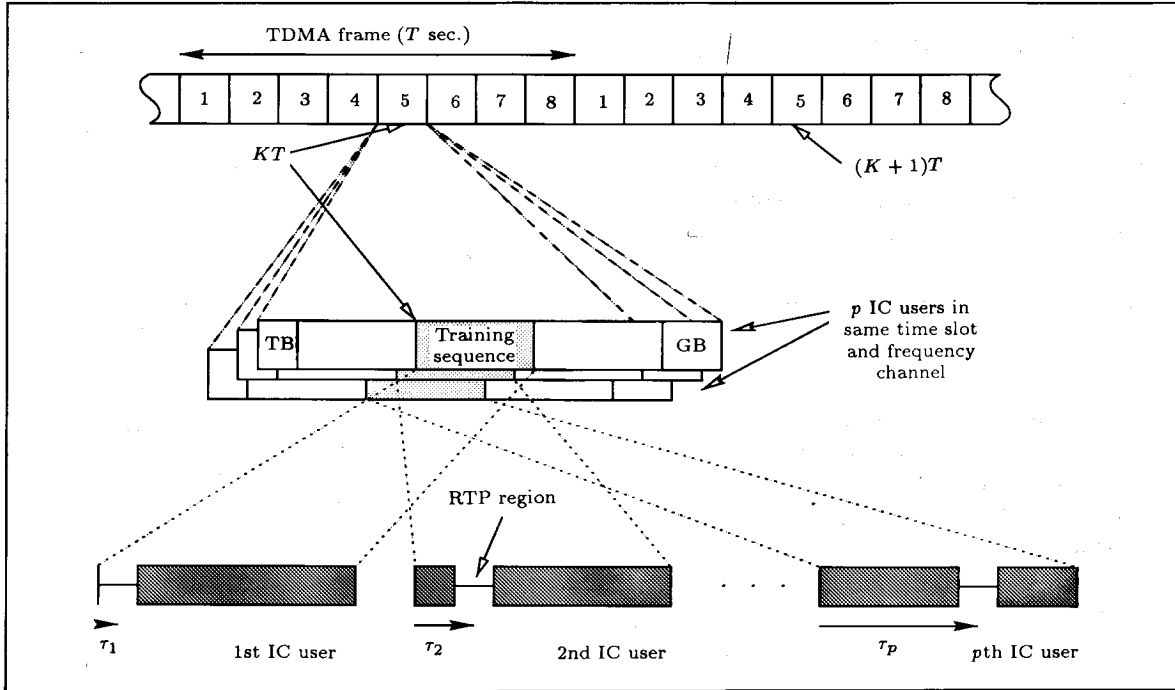 TDMA frame (T sec.)
1 2 3 4 5 6 7 8 1 2 3 4 5 6 7 8
KT
(K + 1)T
TB
Training
sequence
GB
p IC users in
same time slot
and frequency
channel
RTP region
. . . .
τ1
1st IC user
τ2
2nd IC user
τp
pth IC user